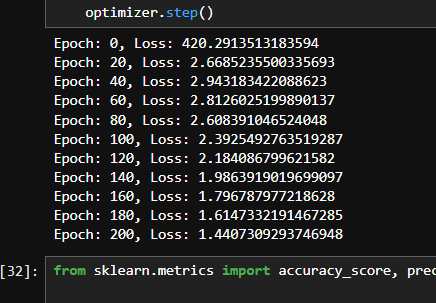 optimizer.step()
Epoch: 0, Loss: 420.2913513183594
Epoch: 20, Loss: 2.6685235500335693
Epoch: 40, Loss: 2.943183422088623
Epoch: 60, Loss: 2.8126025199890137
Epoch: 80, Loss: 2.608391046524048
Epoch: 100, Loss: 2.3925492763519287
Epoch: 120, Loss: 2.184086799621582
Epoch: 140, Loss: 1.9863919019699097
Epoch: 160, Loss: 1.796787977218628
Epoch: 180, Loss: 1.6147332191467285
Epoch: 200, Loss: 1.4407309293746948
[32]: from sklearn.metrics import accuracy_score, prec